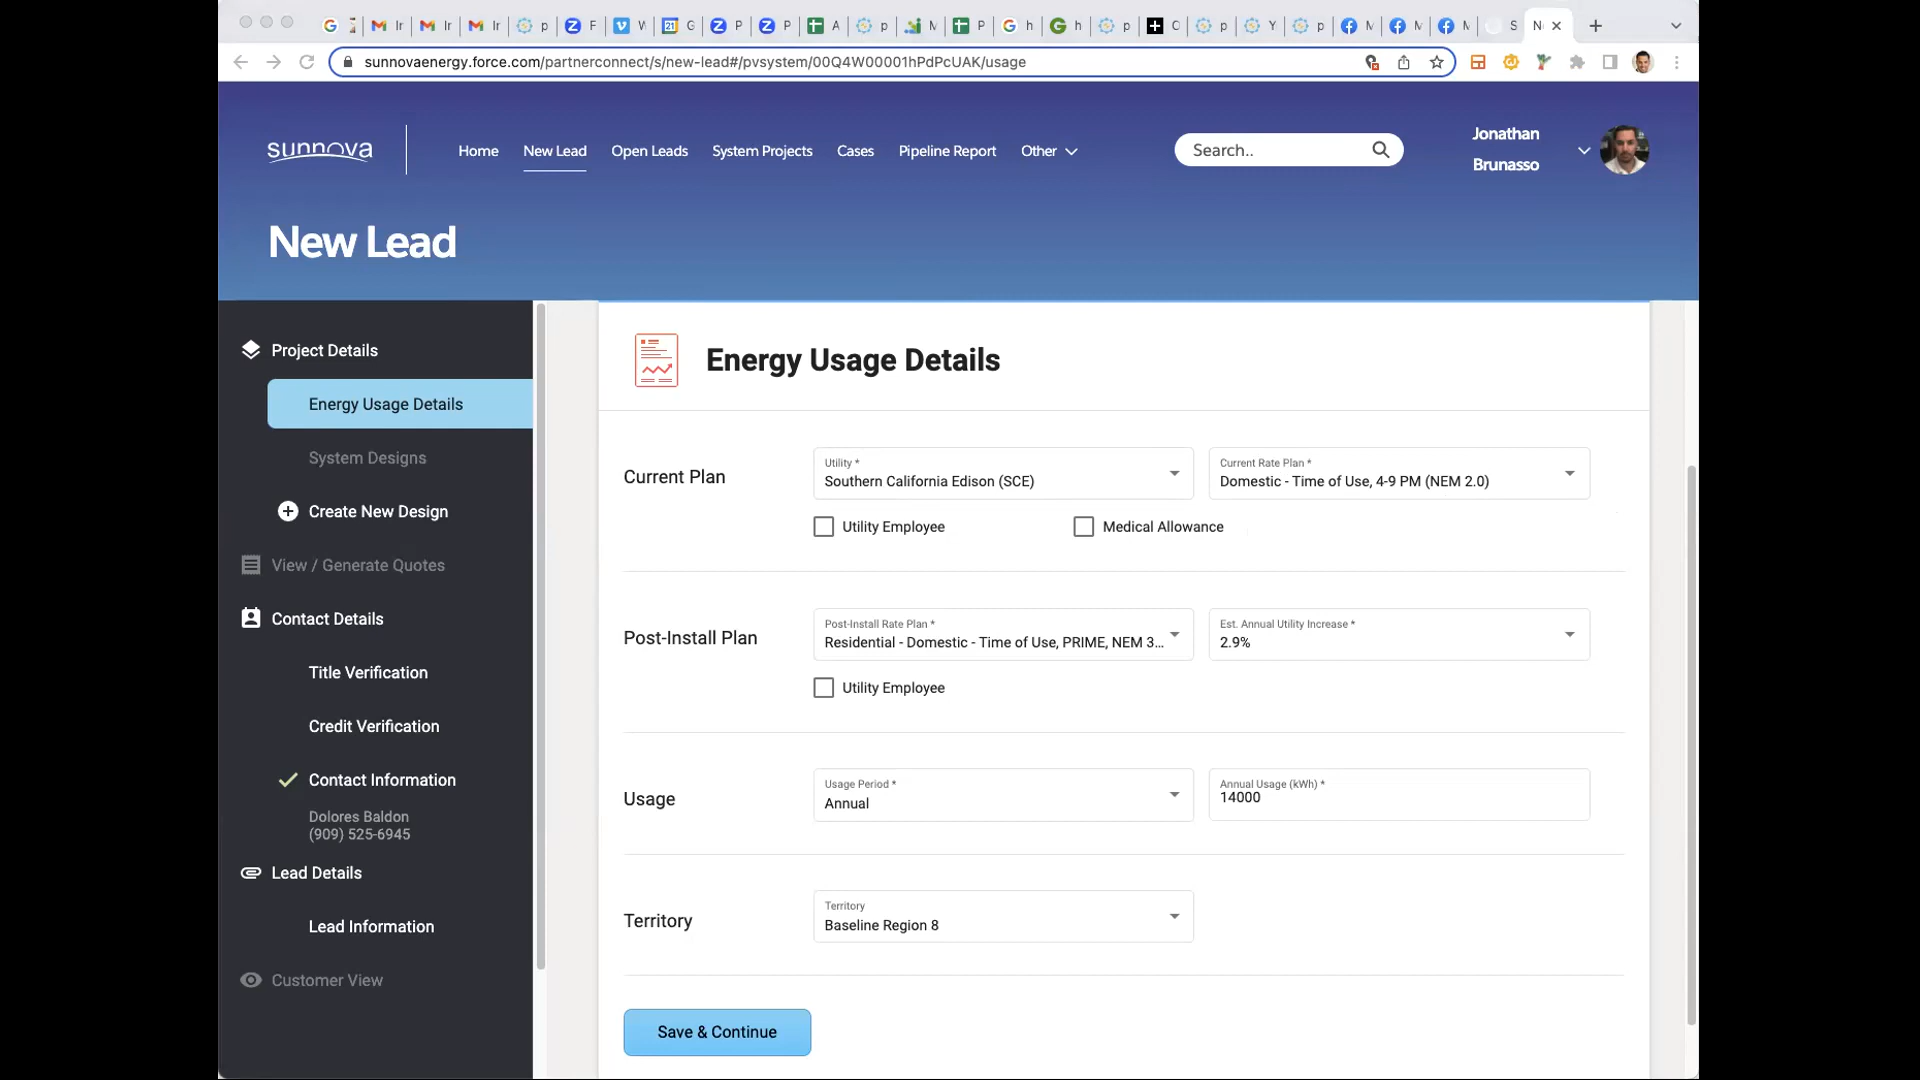 sunnovaenergy.force.com/partnerconnect/s/new-lead#/pvsystem/00Q4W00001hPdPcUAK/usage
sunnova
Home
New Lead
Open Leads
System Projects
Cases
Pipeline Report
Other
Search..
Jonathan
Brunasso
New Lead
Project Details
Energy Usage Details
System Designs
Create New Design
View / Generate Quotes
Contact Details
Title Verification
Credit Verification
Contact Information
Dolores Baldon
(909) 525-6945
Lead Details
Lead Information
Customer View
Energy Usage Details
Current Plan
Utility *
Southern California Edison (SCE)
Current Rate Plan *
Domestic - Time of Use, 4-9 PM (NEM 2.0)
Utility Employee
Medical Allowance
Post-Install Plan
Post-Install Rate Plan *
Residential - Domestic - Time of Use, PRIME, NEM 3...
Est. Annual Utility Increase *
2.9%
Utility Employee
Usage
Usage Period *
Annual
Annual Usage (kWh) *
14000
Territory
Territory
Baseline Region 8
Save & Continue